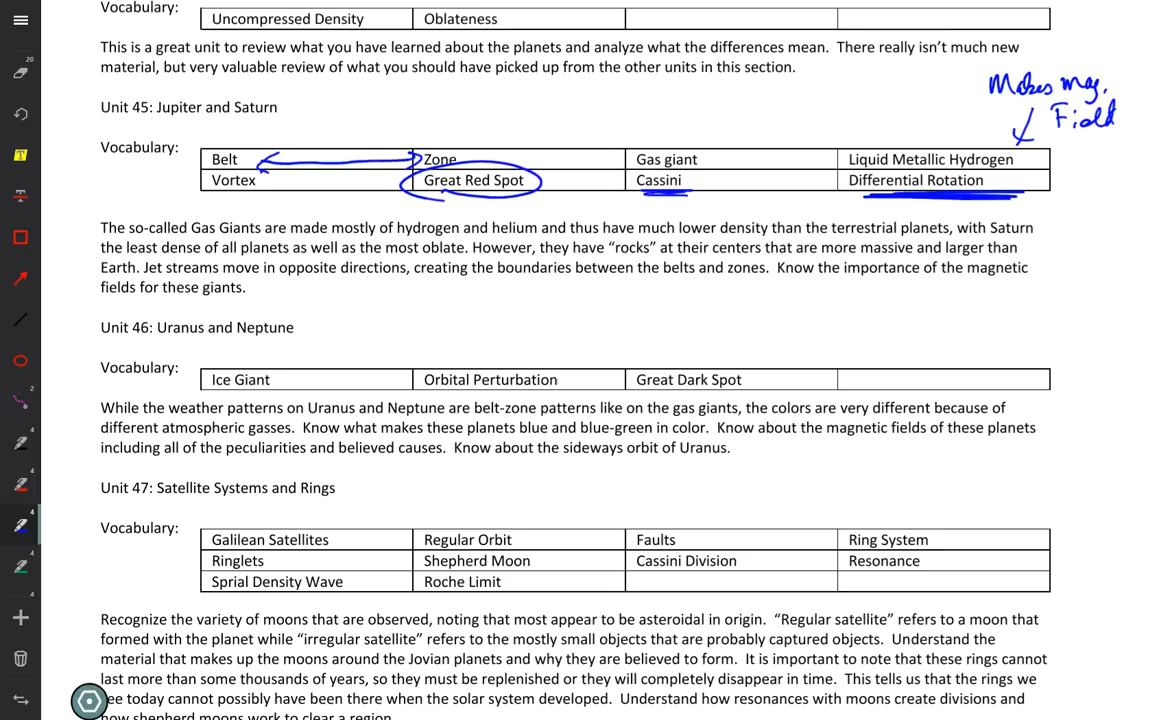 Vocabulary:
Uncompressed Density Oblateness
This is a great unit to review what you have learned about the planets and analyze what the differences mean. There really isn’t much new
material, but very valuable review of what you should have picked up from the other units in this section.
Makes mag.
Field
Unit 45: Jupiter and Saturn
Vocabulary:
Belt Zone Gas giant Liquid Metallic Hydrogen
Vortex Great Red Spot Cassini Differential Rotation
The so-called Gas Giants are made mostly of hydrogen and helium and thus have much lower density than the terrestrial planets, with Saturn
the least dense of all planets as well as the most oblate. However, they have “rocks” at their centers that are more massive and larger than
Earth. Jet streams move in opposite directions, creating the boundaries between the belts and zones. Know the importance of the magnetic
fields for these giants.
Unit 46: Uranus and Neptune
Vocabulary:
Ice Giant Orbital Perturbation Great Dark Spot
While the weather patterns on Uranus and Neptune are belt-zone patterns like on the gas giants, the colors are very different because of
different atmospheric gasses. Know what makes these planets blue and blue-green in color. Know about the magnetic fields of these planets
including all of the peculiarities and believed causes. Know about the sideways orbit of Uranus.
Unit 47: Satellite Systems and Rings
Vocabulary:
Galilean Satellites Regular Orbit Faults Ring System
Ringlets Shepherd Moon Cassini Division Resonance
Sprial Density Wave Roche Limit
Recognize the variety of moons that are observed, noting that most appear to be asteroidal in origin. “Regular satellite” refers to a moon that
formed with the planet while “irregular satellite” refers to the mostly small objects that are probably captured objects. Understand the
material that makes up the moons around the Jovian planets and why they are believed to form. It is important to note that these rings cannot
last more than some thousands of years, so they must be replenished or they will completely disappear in time. This tells us that the rings we
see today cannot possibly have been there when the solar system developed. Understand how resonances with moons create divisions and
how shepherd moons work to clear a region.
20
T
T
2
4
4
4
4
4